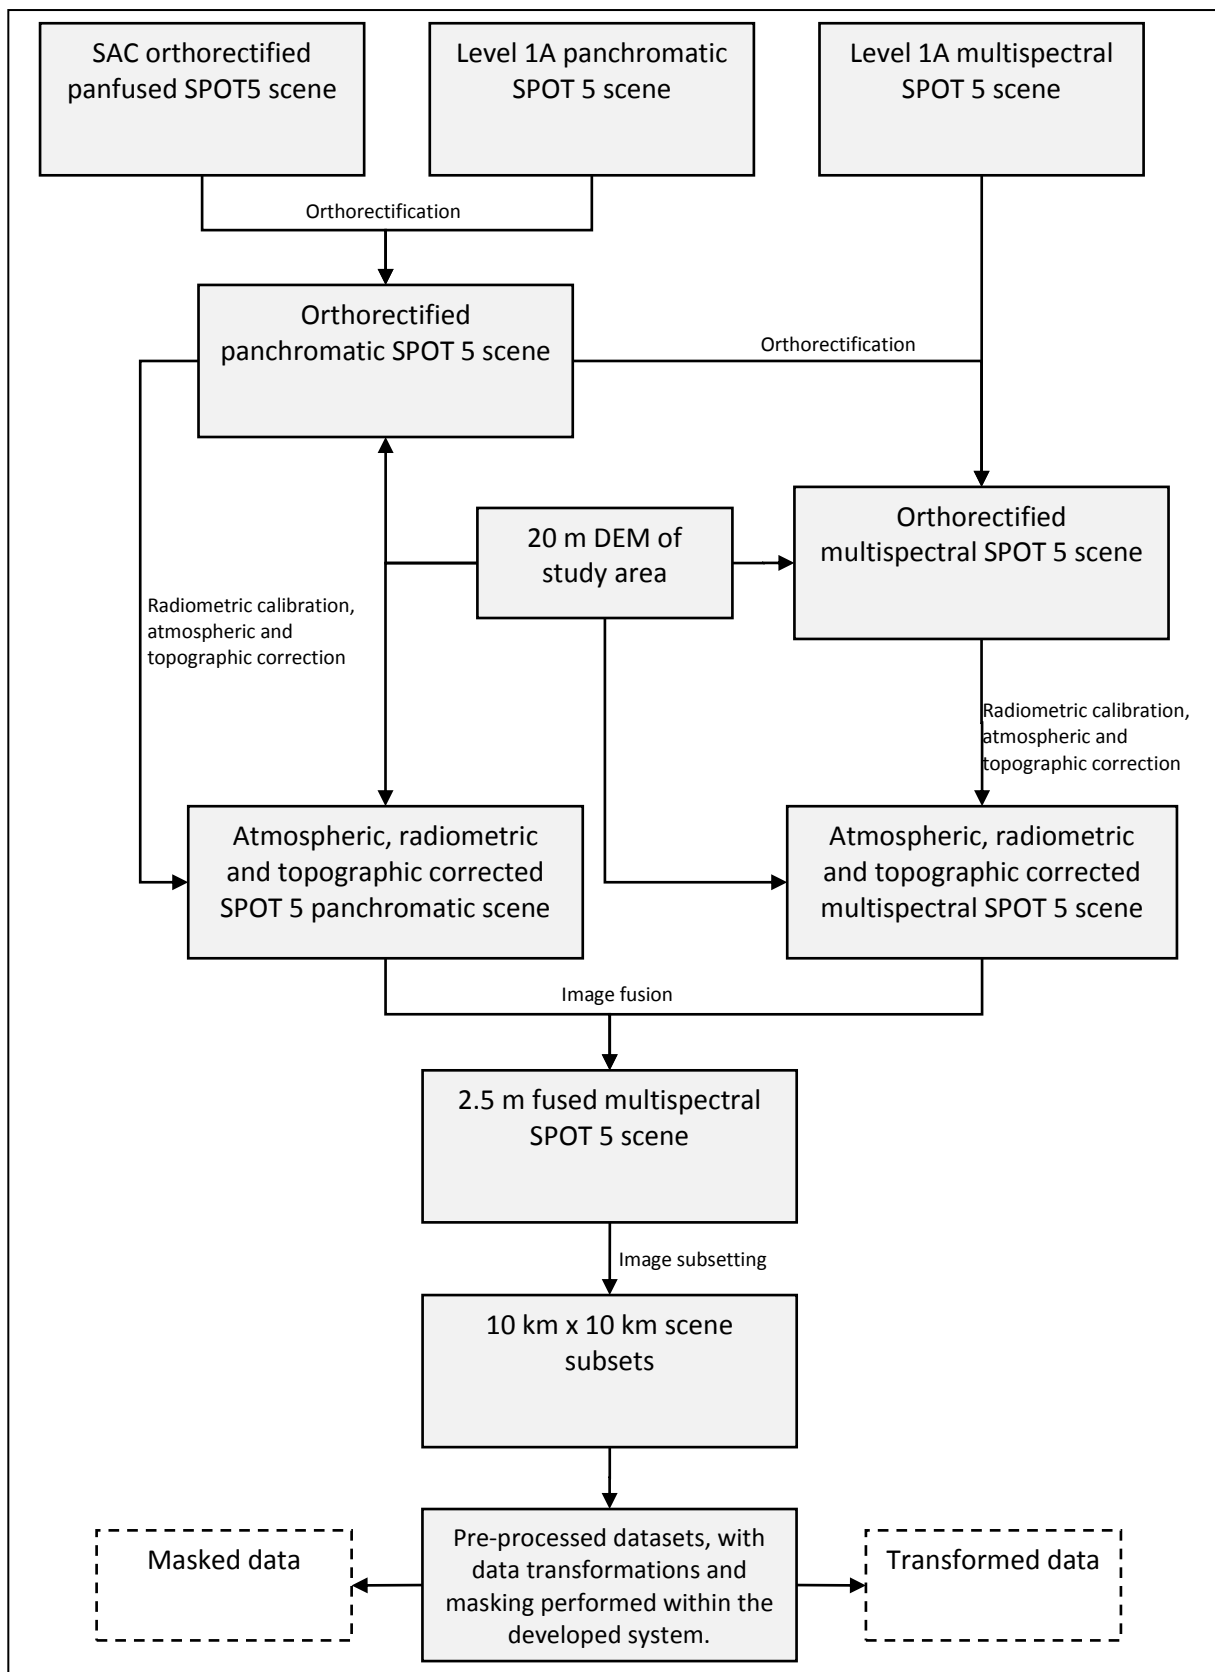 SAC orthorectified
panfused SPOT5 scene
Level 1A panchromatic
SPOT 5 scene
Level 1A multispectral
SPOT 5 scene
Orthorectification
Orthorectified
panchromatic SPOT 5 scene
Orthorectification
20 m DEM of
study area
Orthorectified
multispectral SPOT 5 scene
Radiometric calibration,
atmospheric and
topographic correction
Radiometric calibration,
atmospheric and
topographic correction
Atmospheric, radiometric
and topographic corrected
SPOT 5 panchromatic scene
Atmospheric, radiometric
and topographic corrected
multispectral SPOT 5 scene
Image fusion
2.5 m fused multispectral
SPOT 5 scene
Image subsetting
10 km x 10 km scene
subsets
Masked data
Pre-processed datasets, with
data transformations and
masking performed within the
developed system.
Transformed data